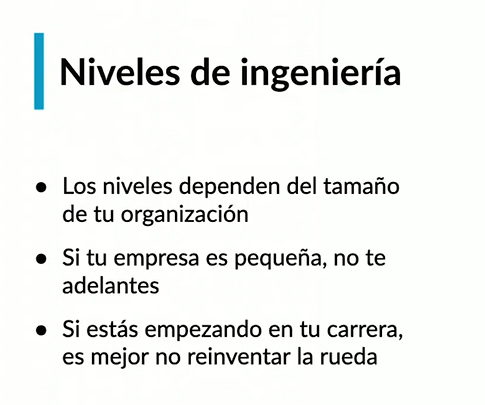 Niveles de ingeniería
● Los niveles dependen del tamaño
de tu organización
● Si tu empresa es pequeña, no te
adelantes
● Si estás empezando en tu carrera,
es mejor no reinventar la rueda